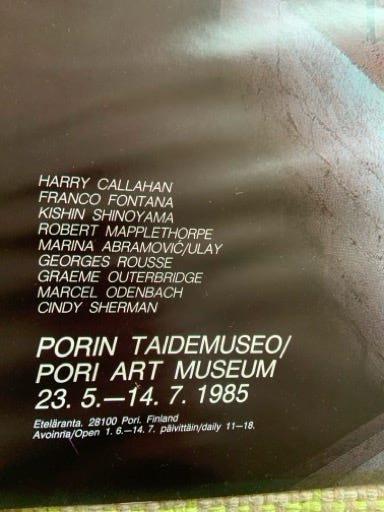 HARRY CALLAHAN
FRANCO FONTANA
KISHIN SHINOYAMA
ROBERT MAPPLETHORPE
MARINA ABRAMOVIĆ/ULAY
GEORGES ROUSSE
GRAEME OUTERBRIDGE
MARCEL ODENBACH
CINDY SHERMAN
PORIN TAIDEMUSEO/
PORI ART MUSEUM
23. 5.—14. 7. 1985
Eteläranta. 28100 Pori. Finland
Avoinna/Open 1. 6.—14. 7. päivittäin/daily 11—18.